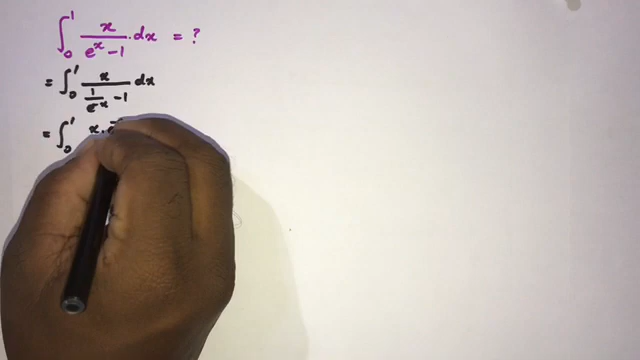 ∫₀¹ x/(eˣ − 1) · dx = ?
= ∫₀¹ x/(1/e⁻ˣ − 1) dx
= ∫₀¹ x ·